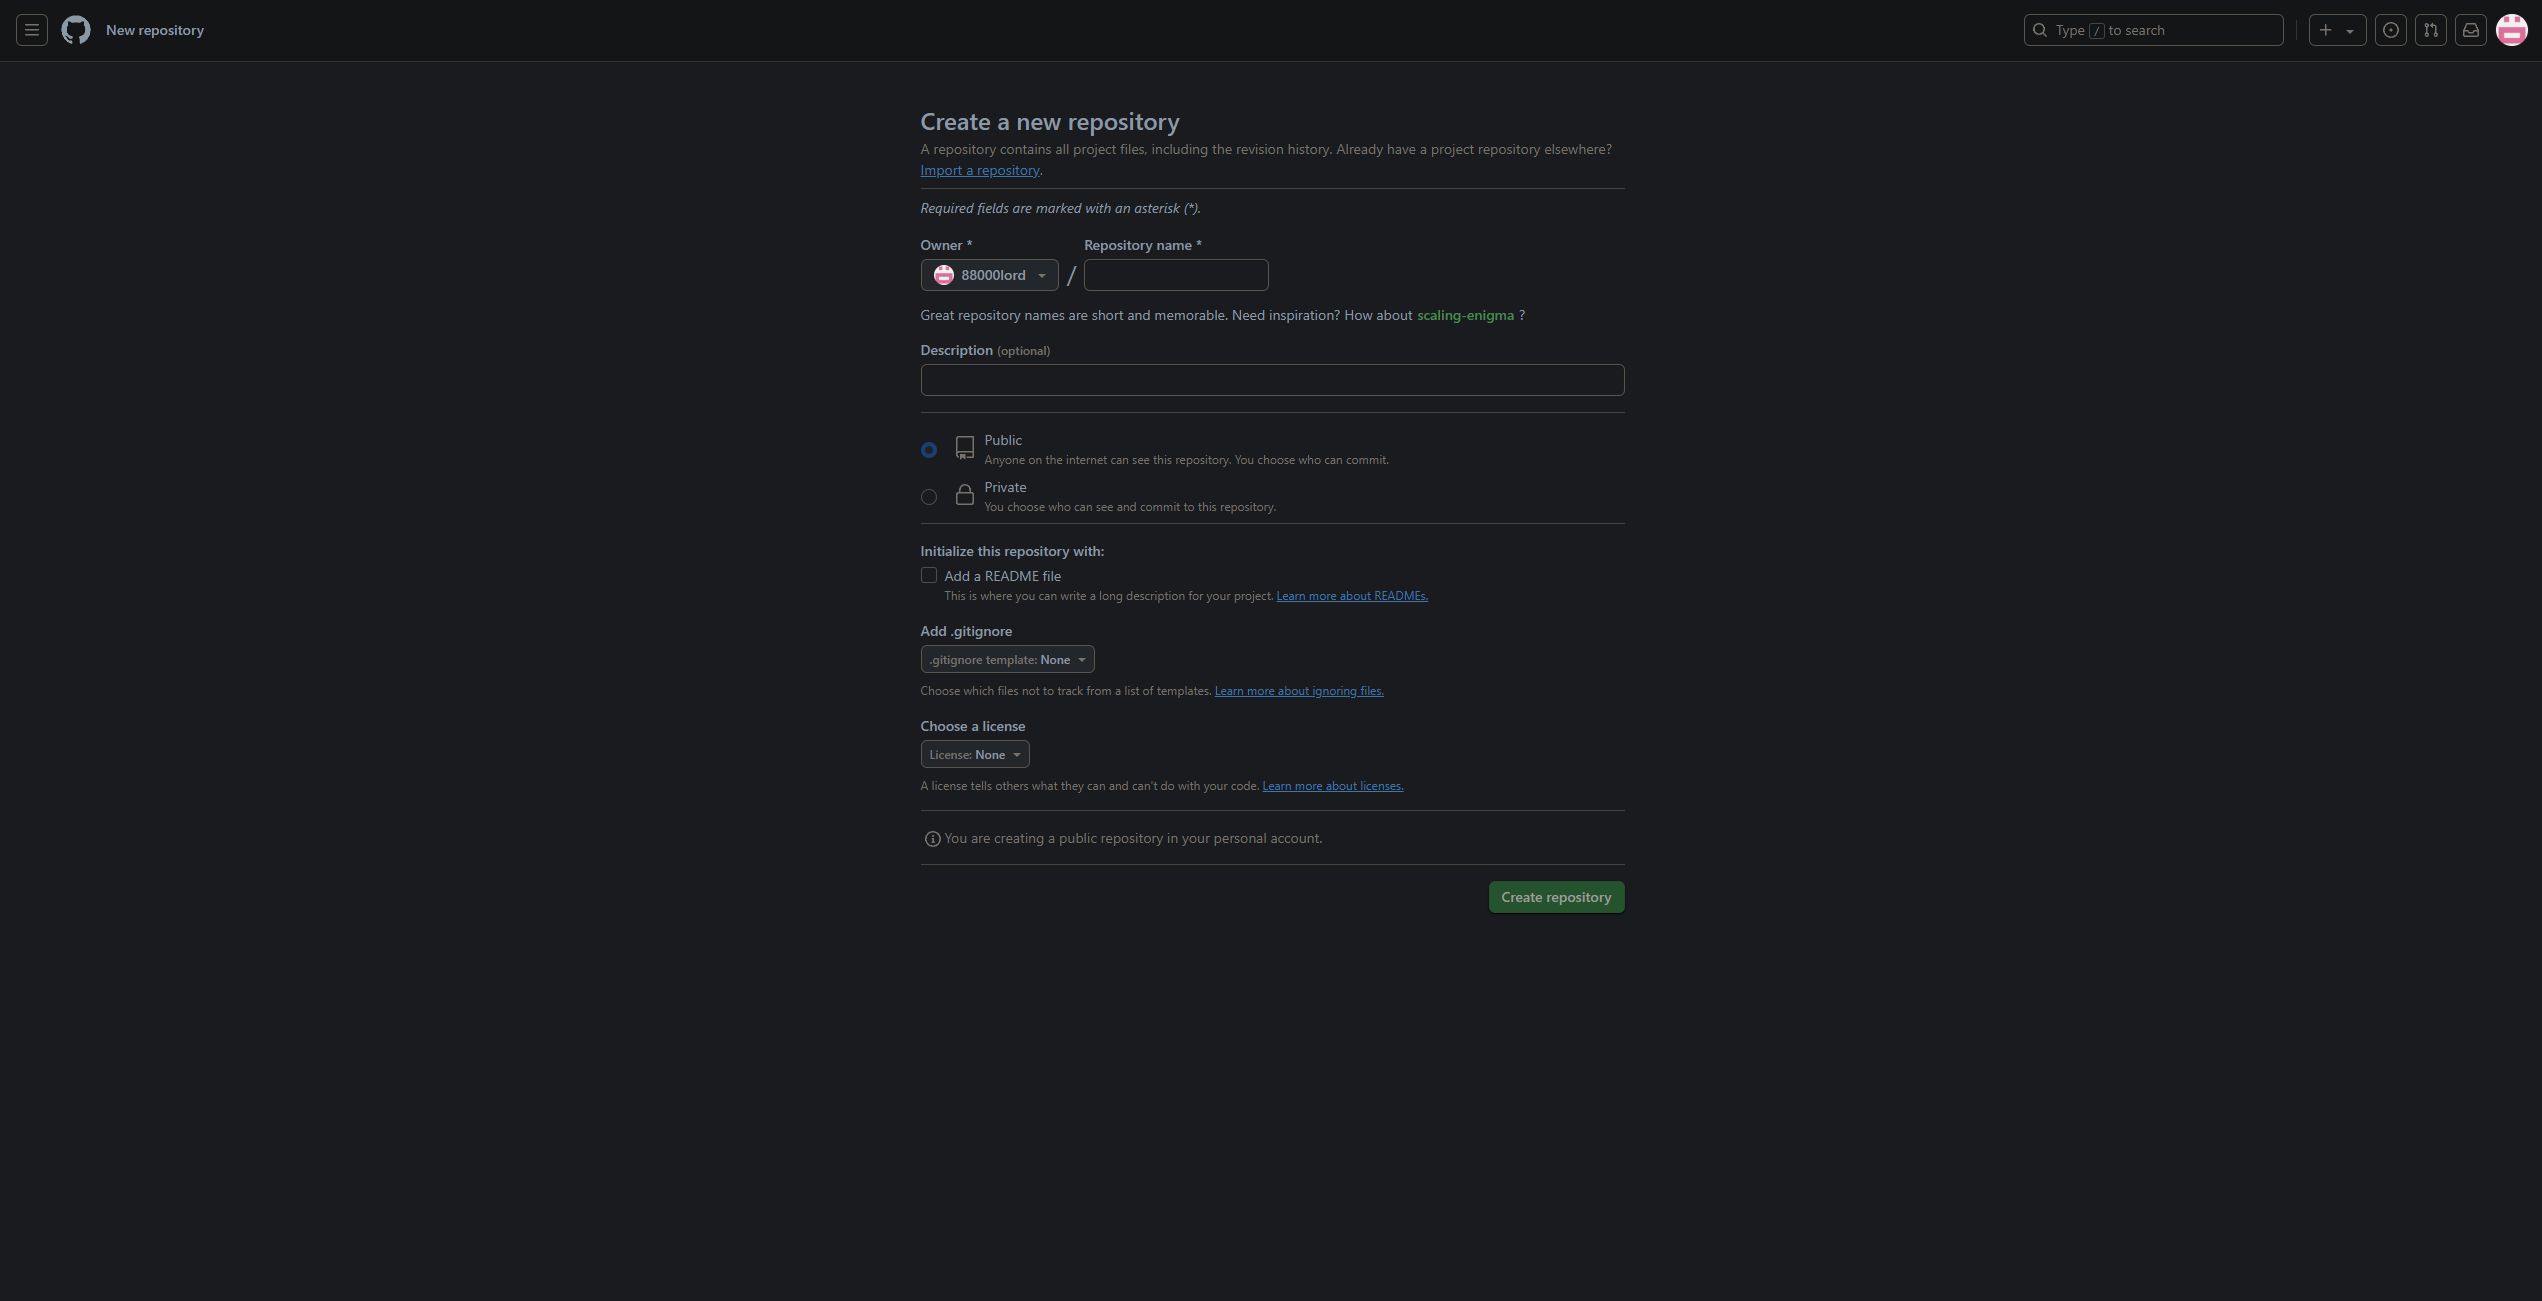 New repository
Type / to search
Create a new repository
A repository contains all project files, including the revision history. Already have a project repository elsewhere?
Import a repository.
Required fields are marked with an asterisk (*).
Owner * Repository name *
88000lord /
Great repository names are short and memorable. Need inspiration? How about scaling-enigma ?
Description (optional)
Public
Anyone on the internet can see this repository. You choose who can commit.
Private
You choose who can see and commit to this repository.
Initialize this repository with:
Add a README file
This is where you can write a long description for your project. Learn more about READMEs.
Add .gitignore
.gitignore template: None
Choose which files not to track from a list of templates. Learn more about ignoring files.
Choose a license
License: None
A license tells others what they can and can't do with your code. Learn more about licenses.
You are creating a public repository in your personal account.
Create repository